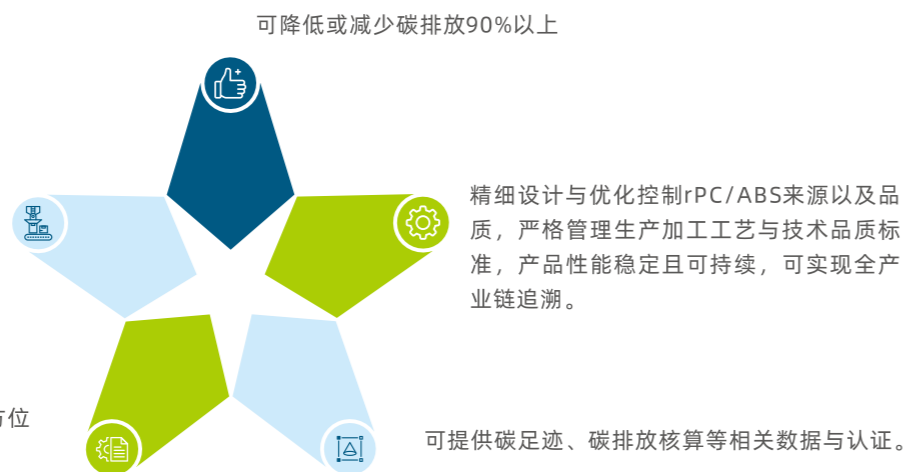 可降低或减少碳排放90%以上
精细设计与优化控制rPC/ABS来源以及品
质，严格管理生产加工工艺与技术品质标
准，产品性能稳定且可持续，可实现全产
业链追溯。
方位
可提供碳足迹、碳排放核算等相关数据与认证。